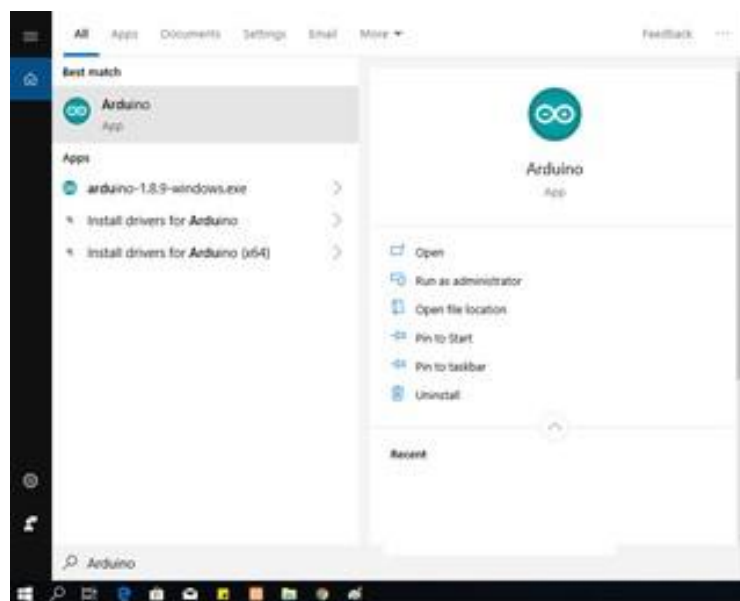 All Apps Documents Settings Email More Feedback ...
Best match
Arduino
App
Apps
arduino-1.8.9-windows.exe
Install drivers for Arduino
Install drivers for Arduino (x64)
Arduino
App
Open
Run as administrator
Open file location
Pin to Start
Pin to taskbar
Uninstall
Recent
Arduino